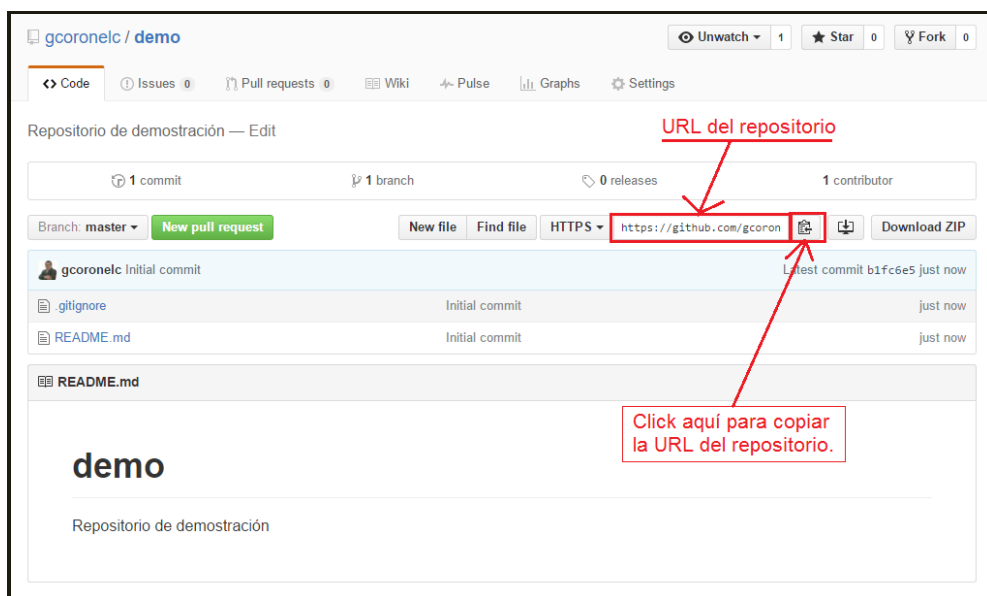 gcoronelc / demo
Unwatch 1 Star 0 Fork 0
Code Issues 0 Pull requests 0 Wiki Pulse Graphs Settings
Repositorio de demostración — Edit
URL del repositorio
1 commit 1 branch 0 releases 1 contributor
Branch: master New pull request New file Find file HTTPS https://github.com/gcoron Download ZIP
gcoronelc Initial commit Latest commit b1fc6e5 just now
.gitignore Initial commit just now
README.md Initial commit just now
README.md
Click aquí para copiar
la URL del repositorio.
demo
Repositorio de demostración